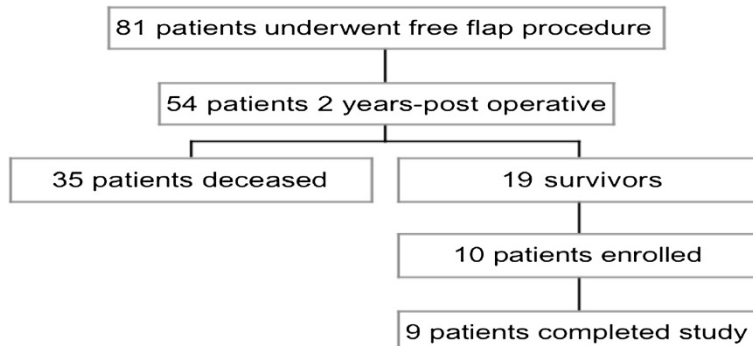 81 patients underwent free flap procedure
54 patients 2 years-post operative
35 patients deceased
19 survivors
10 patients enrolled
9 patients completed study